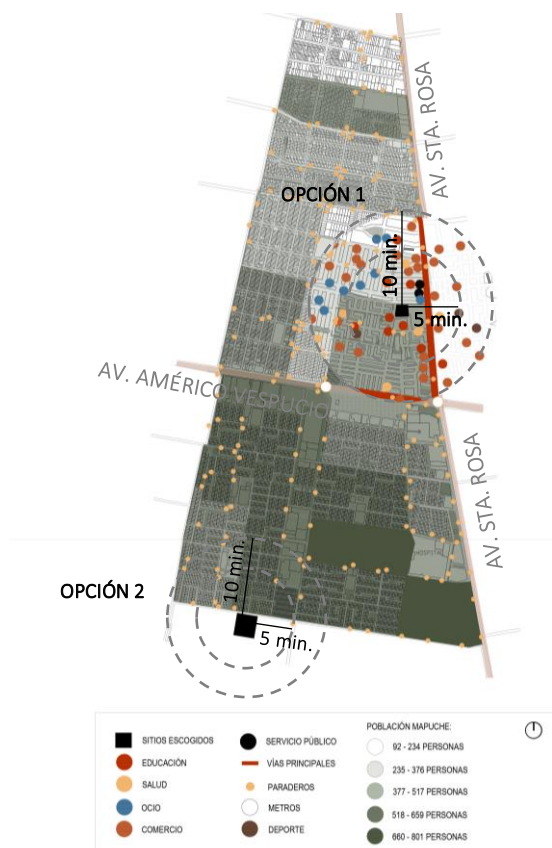 AV. STA. ROSA
OPCIÓN 1
10 min.
5 min.
AV. AMÉRICO VESPUCIO
AV. STA. ROSA
HOSPITAL
10 min.
OPCIÓN 2
5 min.
SITIOS ESCOGIDOS
EDUCACIÓN
SALUD
OCIO
COMERCIO
SERVICIO PÚBLICO
VÍAS PRINCIPALES
PARADEROS
METROS
DEPORTE
POBLACIÓN MAPUCHE:
92 - 234 PERSONAS
235 - 376 PERSONAS
377 - 517 PERSONAS
518 - 659 PERSONAS
660 - 801 PERSONAS